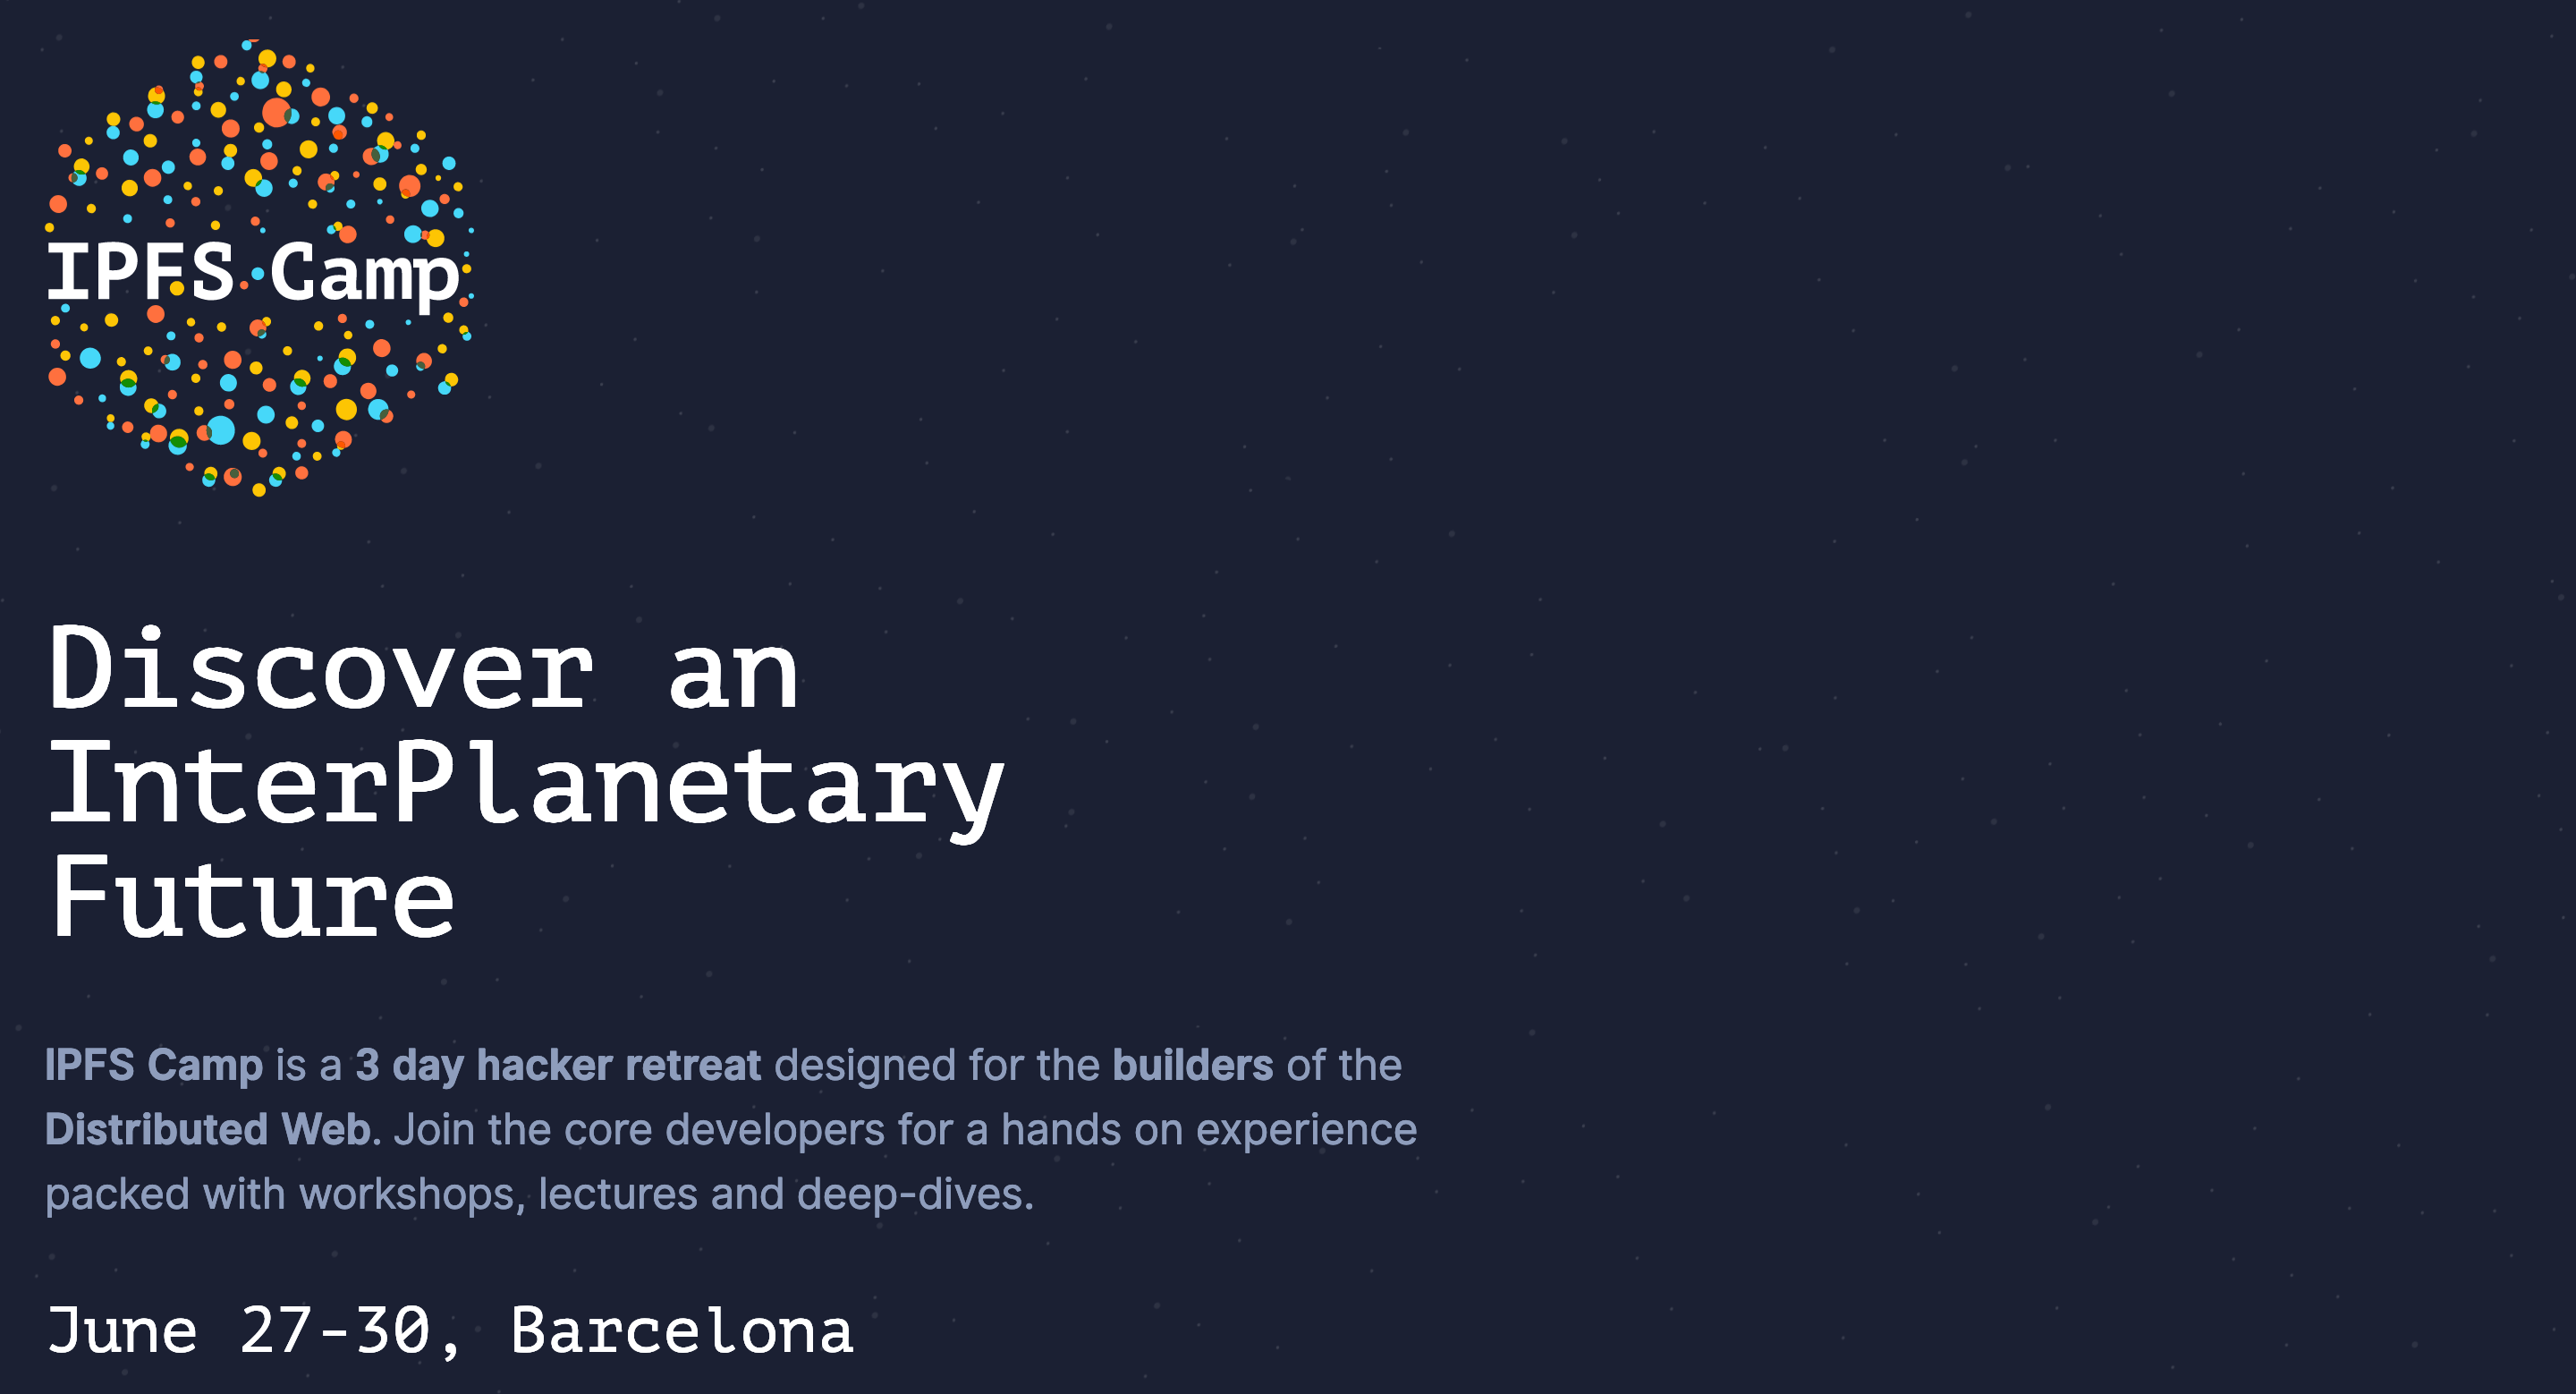 IPFS Camp
Discover an
InterPlanetary
Future
IPFS Camp is a 3 day hacker retreat designed for the builders of the
Distributed Web. Join the core developers for a hands on experience
packed with workshops, lectures and deep-dives.
June 27-30, Barcelona